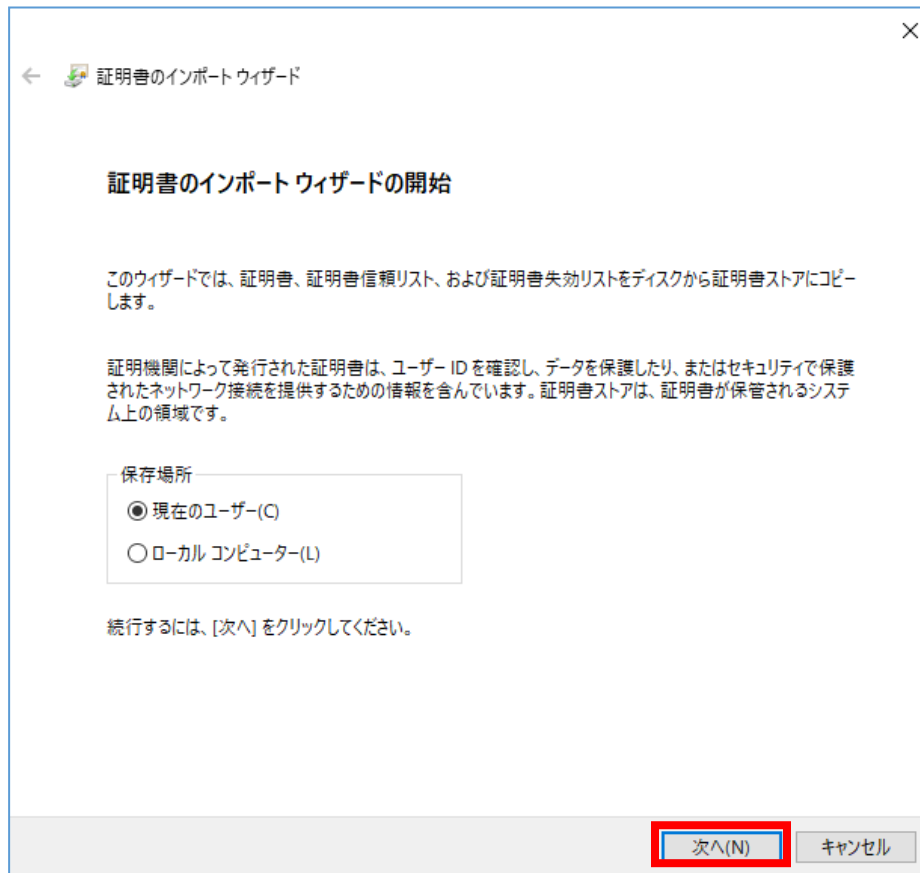 証明書のインポート ウィザード
証明書のインポート ウィザードの開始
このウィザードでは、証明書、証明書信頼リスト、および証明書失効リストをディスクから証明書ストアにコピー
します。
証明機関によって発行された証明書は、ユーザー ID を確認し、データを保護したり、またはセキュリティで保護
されたネットワーク接続を提供するための情報を含んでいます。証明書ストアは、証明書が保管されるシステ
ム上の領域です。
保存場所
現在のユーザー(C)
ローカル コンピューター(L)
続行するには、[次へ] をクリックしてください。
次へ(N)
キャンセル